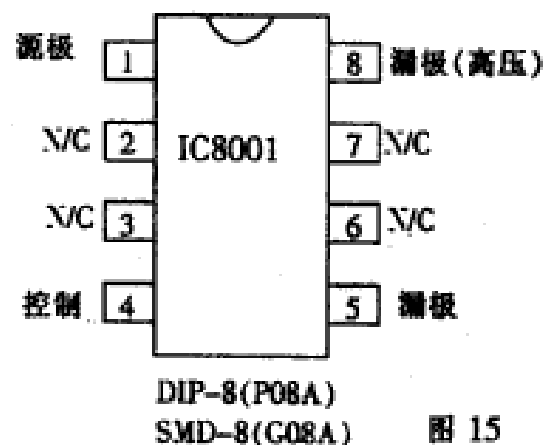 源极 1 8 漏极(高压)
N/C 2 IC8001 7 N/C
N/C 3 6 N/C
控制 4 5 漏极
DIP-8(P08A)
SMD-8(G08A) 图 15